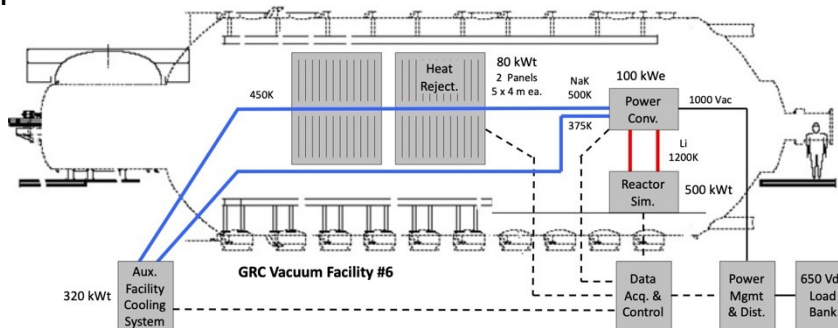 Heat
Reject.
80 kWt
2 Panels
5 x 4 m ea.
NaK
500K
100 kWe
Power
Conv.
1000 Vac
450K
375K
Li
1200K
Reactor
Sim.
500 kWt
GRC Vacuum Facility #6
320 kWt
Aux.
Facility
Cooling
System
Data
Acq. &
Control
Power
Mgmt
& Dist.
650 Vd
Load
Bank